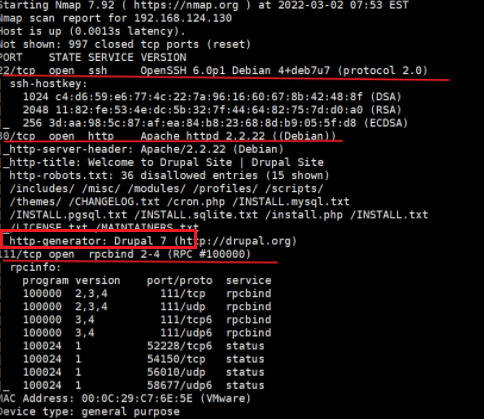 Starting Nmap 7.92 ( https://nmap.org ) at 2022-03-02 07:53 EST
Nmap scan report for 192.168.124.130
Host is up (0.0013s latency).
Not shown: 997 closed tcp ports (reset)
PORT STATE SERVICE VERSION
22/tcp open ssh OpenSSH 6.0p1 Debian 4+deb7u7 (protocol 2.0)
| ssh-hostkey:
| 1024 c4:d6:59:e6:77:4c:22:7a:96:16:60:67:8b:42:48:8f (DSA)
| 2048 11:82:fe:53:4e:dc:5b:32:7f:44:64:82:75:7d:d0:a0 (RSA)
|_ 256 3d:aa:98:5c:87:af:ea:84:b8:23:68:8d:b9:05:5f:d8 (ECDSA)
80/tcp open http Apache httpd 2.2.22 ((Debian))
|_http-server-header: Apache/2.2.22 (Debian)
|_http-title: Welcome to Drupal Site | Drupal Site
| http-robots.txt: 36 disallowed entries (15 shown)
| /includes/ /misc/ /modules/ /profiles/ /scripts/
| /themes/ /CHANGELOG.txt /cron.php /INSTALL.mysql.txt
| /INSTALL.pgsql.txt /INSTALL.sqlite.txt /install.php /INSTALL.txt
|_/LICENSE.txt /MAINTAINERS.txt
|_http-generator: Drupal 7 (http://drupal.org)
111/tcp open rpcbind 2-4 (RPC #100000)
| rpcinfo:
| program version port/proto service
| 100000 2,3,4 111/tcp rpcbind
| 100000 2,3,4 111/udp rpcbind
| 100000 3,4 111/tcp6 rpcbind
| 100000 3,4 111/udp6 rpcbind
| 100024 1 52228/tcp6 status
| 100024 1 54150/tcp status
| 100024 1 56010/udp status
|_ 100024 1 58677/udp6 status
MAC Address: 00:0C:29:C7:6E:5E (VMware)
Device type: general purpose